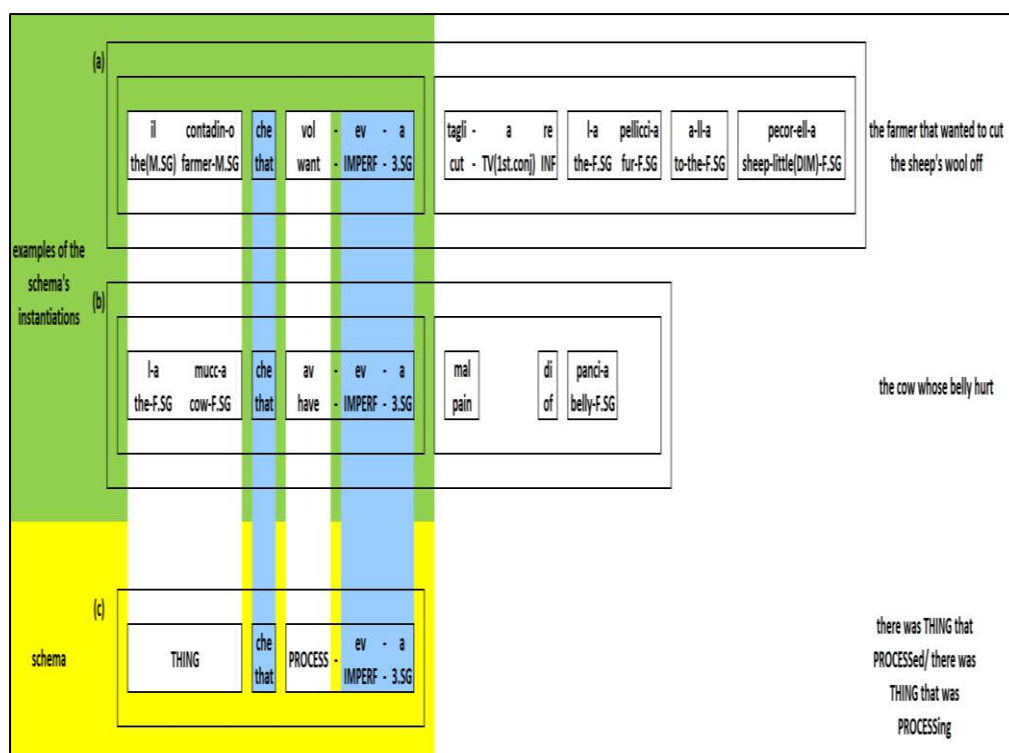 (a)
il contadin-o che vol - ev - a tagli - a re l-a pellicci-a a-ll-a pecor-ell-a
the(M.SG) farmer-M.SG that want - IMPERF - 3.SG cut - TV(1st.conj) INF the-F.SG fur-F.SG to-the-F.SG sheep-little(DIM)-F.SG
the farmer that wanted to cut
the sheep's wool off
examples of the
schema's
instantiations
(b)
l-a mucc-a che av - ev - a mal di panci-a
the-F.SG cow-F.SG that have - IMPERF - 3.SG pain of belly-F.SG
the cow whose belly hurt
(c)
schema
THING che PROCESS - ev - a
that IMPERF - 3.SG
there was THING that
PROCESSed/ there was
THING that was
PROCESSing